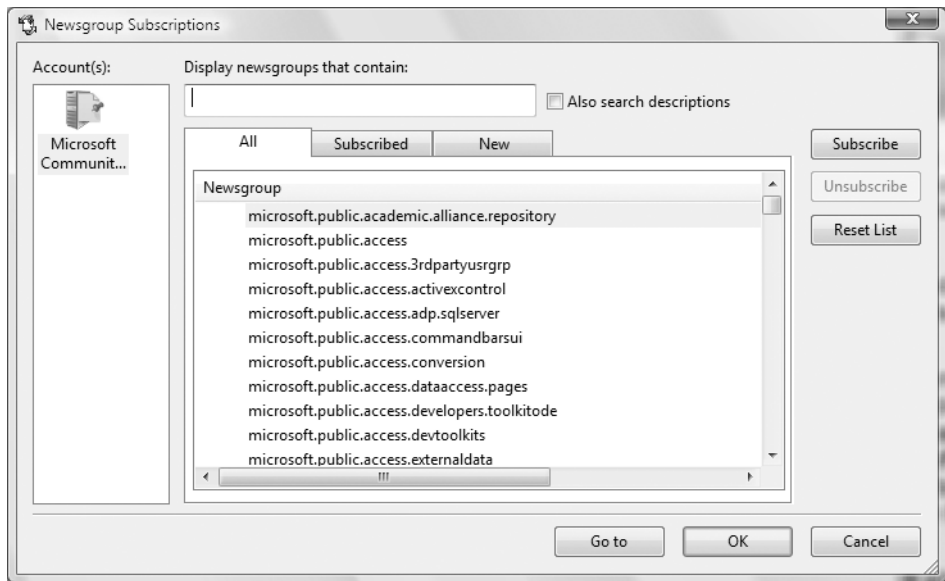 Newsgroup Subscriptions
Account(s):
Display newsgroups that contain:
Also search descriptions
Microsoft
Communit...
All
Subscribed
New
Subscribe
Newsgroup
Unsubscribe
microsoft.public.academic.alliance.repository
Reset List
microsoft.public.access
microsoft.public.access.3rdpartyusrgrp
microsoft.public.access.activexcontrol
microsoft.public.access.adp.sqlserver
microsoft.public.access.commandbarsui
microsoft.public.access.conversion
microsoft.public.access.dataaccess.pages
microsoft.public.access.developers.toolkitode
microsoft.public.access.devtoolkits
microsoft.public.access.externaldata
Go to
OK
Cancel